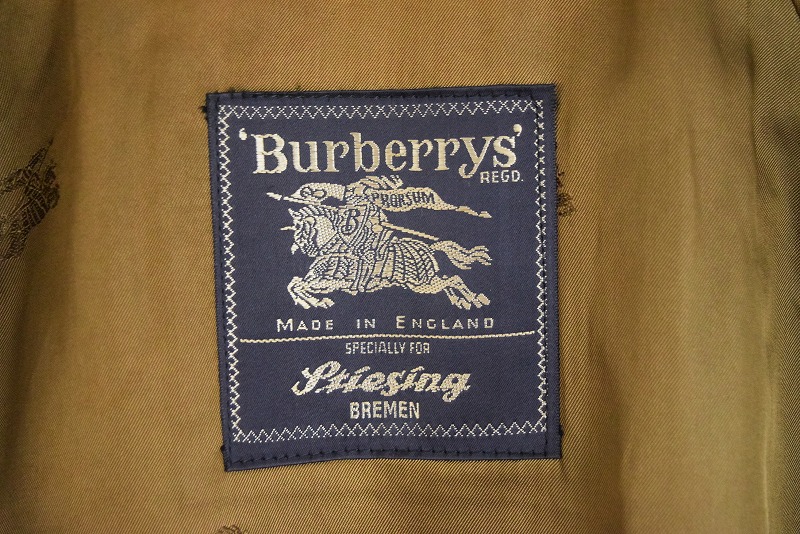 'Burberrys'
REGD.
PRORSUM
B
MADE IN ENGLAND
SPECIALLY FOR
Stiesing
BREMEN